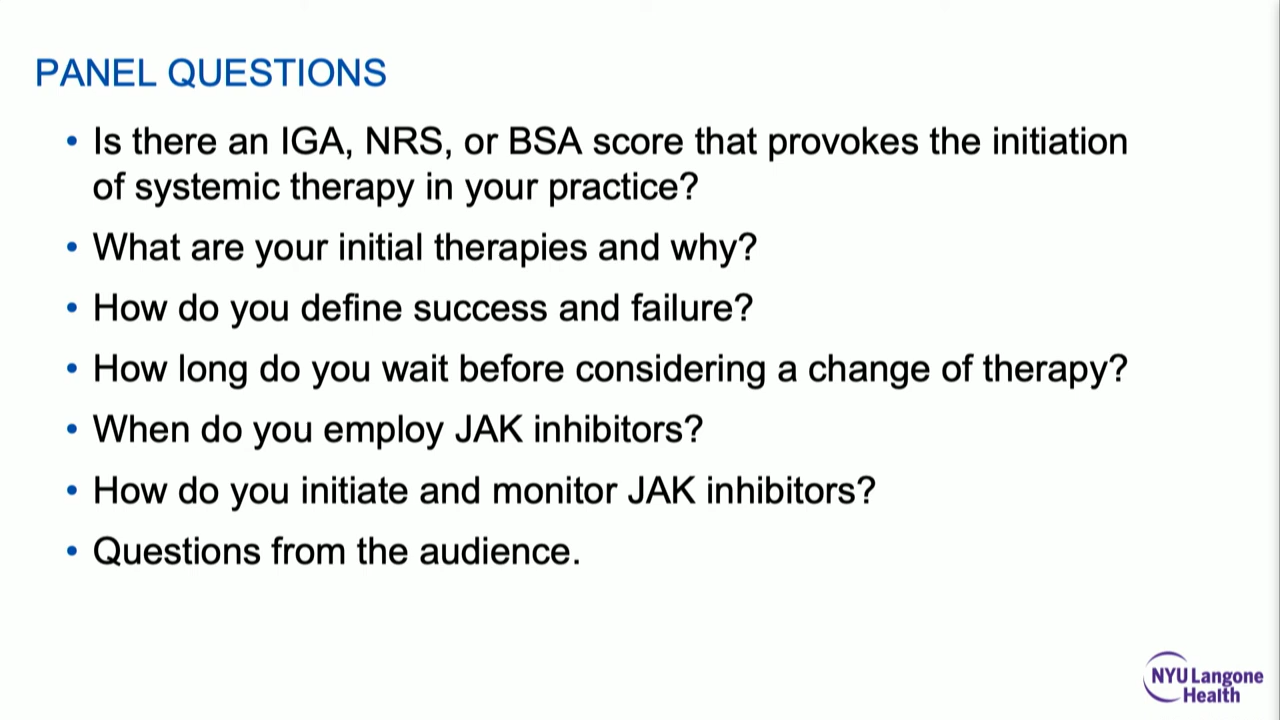 PANEL QUESTIONS
• Is there an IGA, NRS, or BSA score that provokes the initiation
of systemic therapy in your practice?
• What are your initial therapies and why?
• How do you define success and failure?
• How long do you wait before considering a change of therapy?
• When do you employ JAK inhibitors?
• How do you initiate and monitor JAK inhibitors?
• Questions from the audience.
NYU Langone
Health